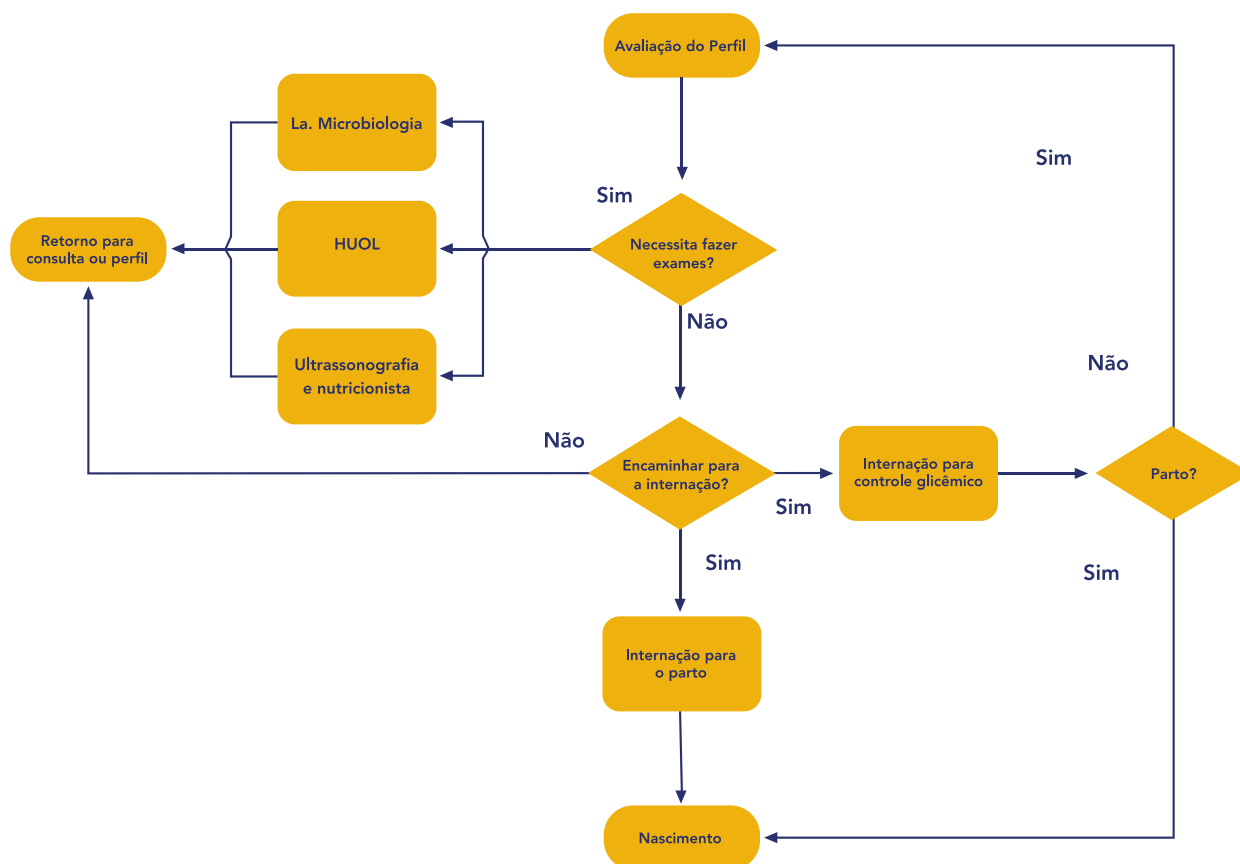 Avaliação do Perfil
La. Microbiologia
Sim
Sim
Retorno para
consulta ou perfil
HUOL
Necessita fazer
exames?
Não
Ultrassonografia
e nutricionista
Não
Não
Encaminhar para
a internação?
Internação para
controle glicêmico
Parto?
Sim
Sim
Sim
Internação para
o parto
Nascimento